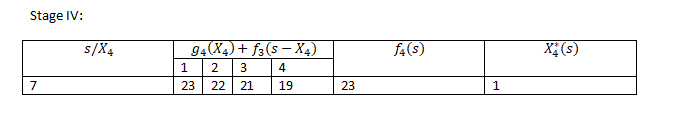 Stage IV:
s/X₄ g₄(X₄) + f₃(s − X₄) f₄(s) X₄*(s)
1 2 3 4
7 23 22 21 19 23 1